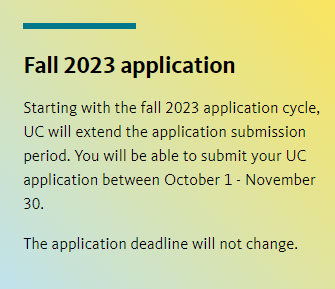 Fall 2023 application
Starting with the fall 2023 application cycle,
UC will extend the application submission
period. You will be able to submit your UC
application between October 1 - November
30.
The application deadline will not change.